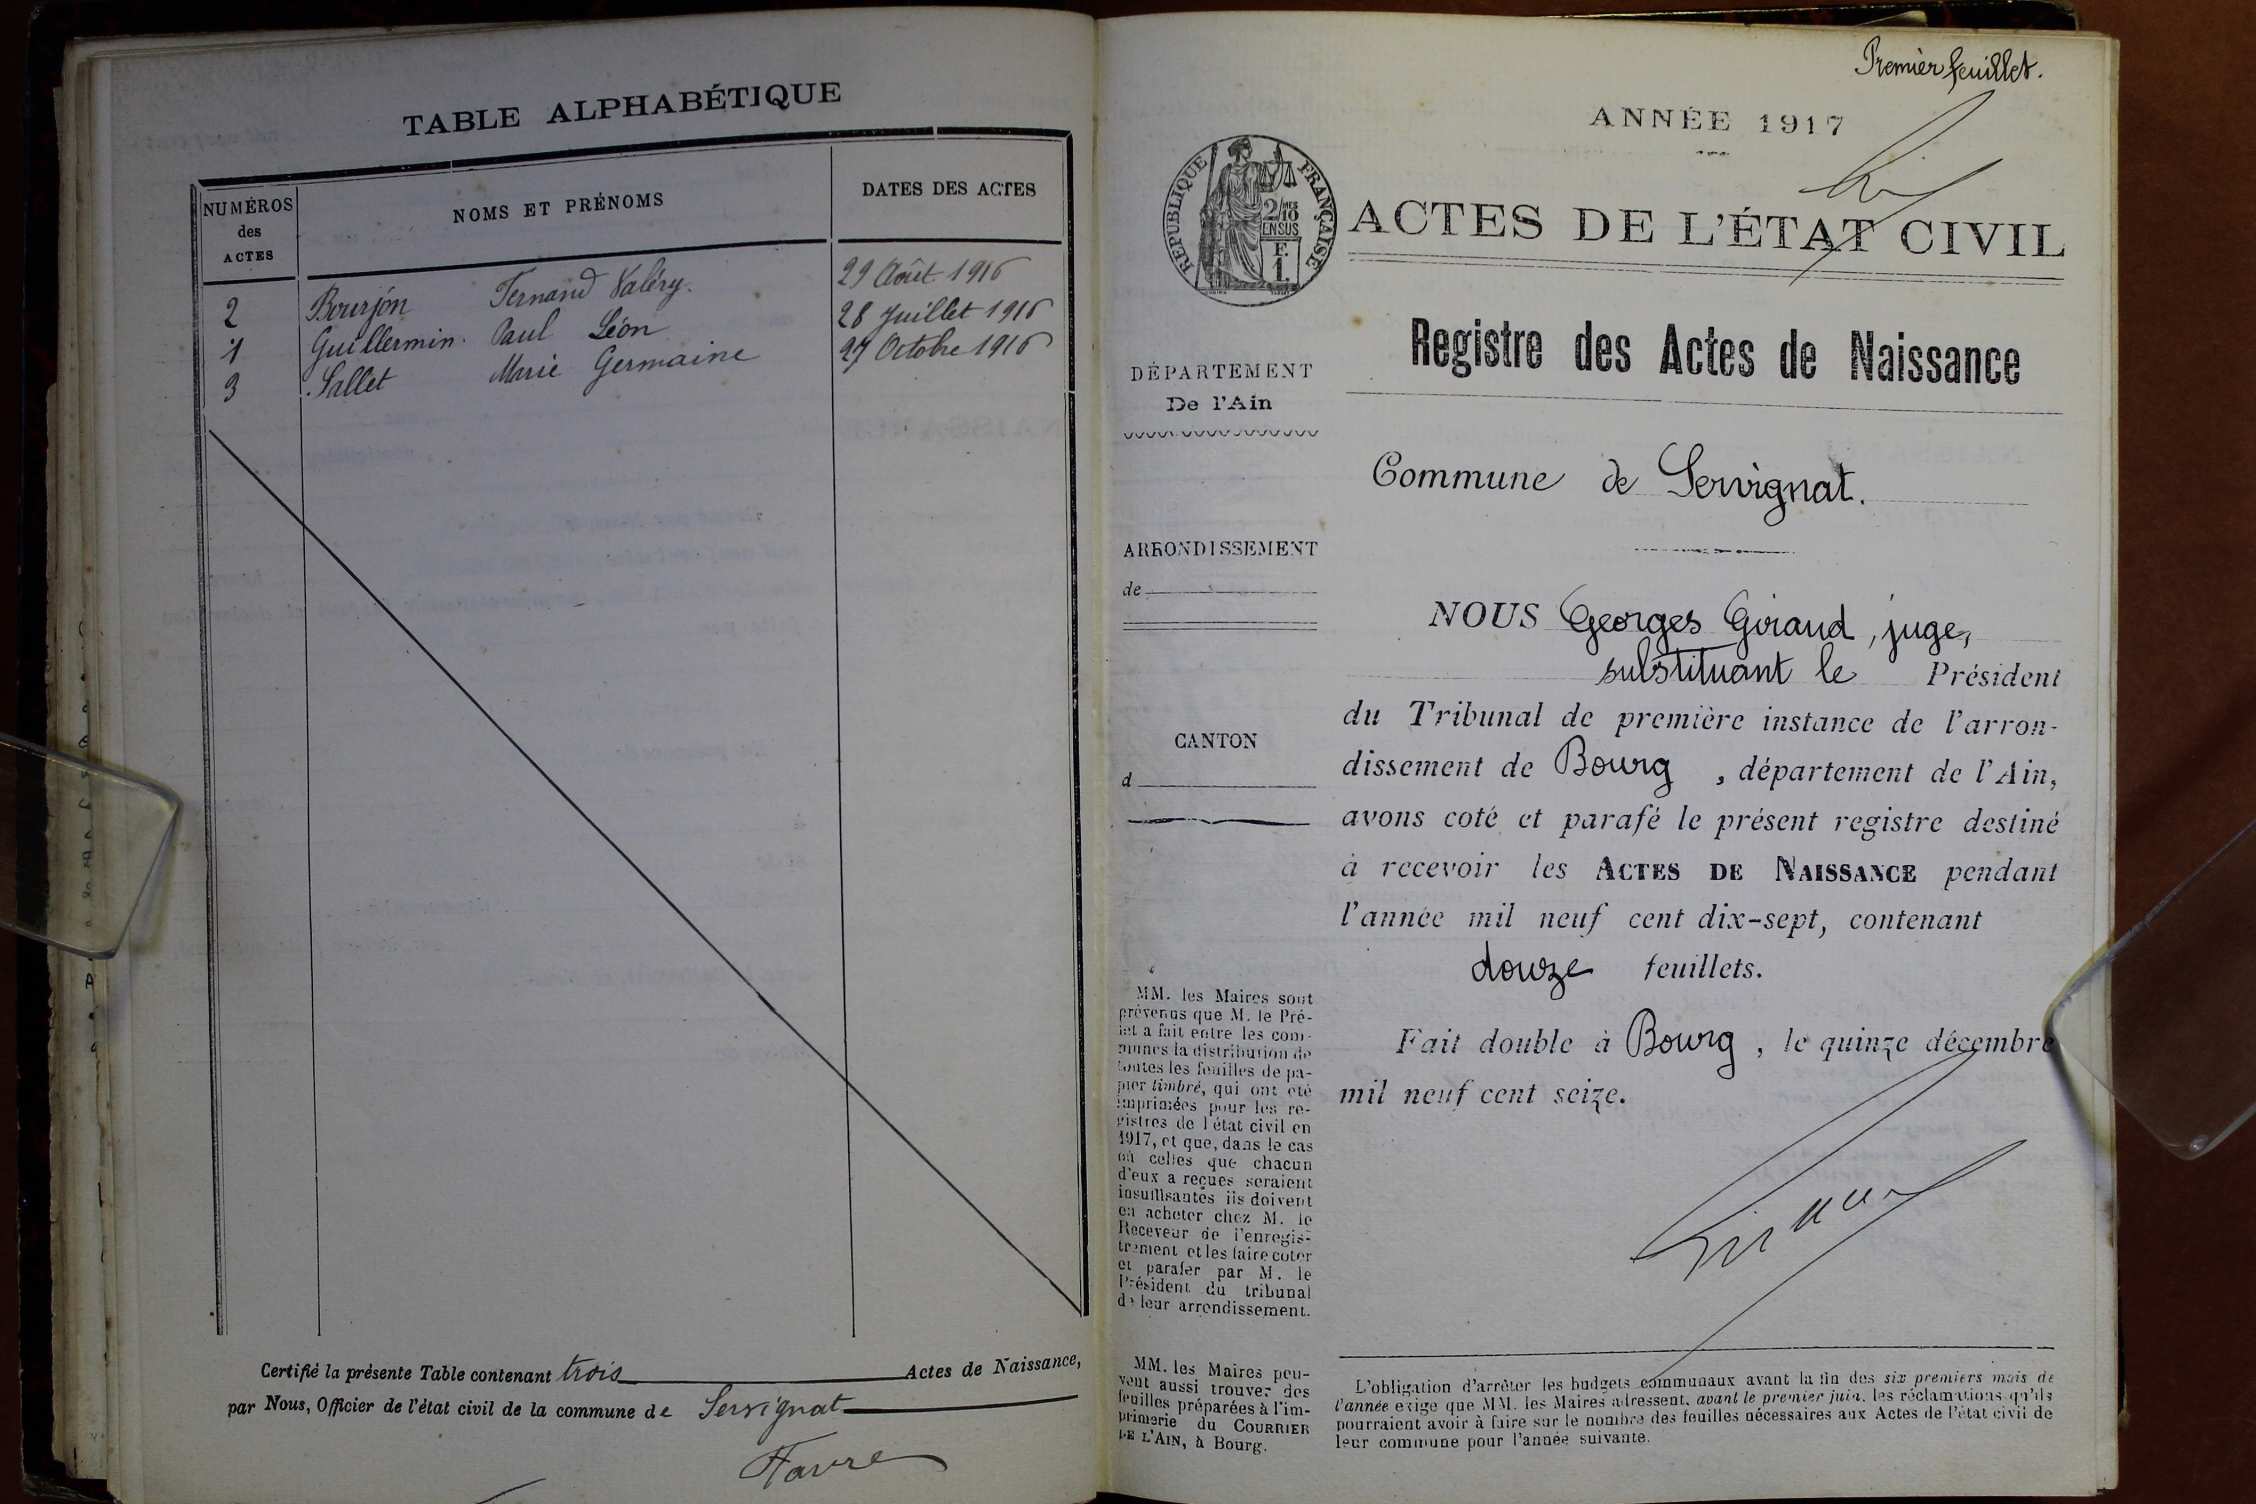 TABLE ALPHABÉTIQUE
NUMÉROS des ACTES
NOMS ET PRÉNOMS
DATES DES ACTES
2 Bourjon Fernand Valéry. 29 Août 1916
1 Guillermin. Paul Léon 28 Juillet 1916
3 Sallet Marie Germaine 27 Octobre 1916
Certifié la présente Table contenant trois Actes de Naissance,
par Nous, Officier de l'état civil de la commune de Servignat
Favre
Premier feuillet.
ANNÉE 1917
RÉPUBLIQUE FRANÇAISE
2/10
EN SUS
F.
1.
ACTES DE L'ÉTAT CIVIL
Registre des Actes de Naissance
DÉPARTEMENT
De l'Ain
Commune de Servignat.
ARRONDISSEMENT
de
CANTON
d
NOUS Georges Giraud, juge,
substituant le Président
du Tribunal de première instance de l'arron-
dissement de Bourg, département de l'Ain,
avons coté et parafé le présent registre destiné
à recevoir les ACTES DE NAISSANCE pendant
l'année mil neuf cent dix-sept, contenant
douze feuillets.
Fait double à Bourg, le quinze décembre
mil neuf cent seize.
Giraud
MM. les Maires sont
prévenus que M. le Pré-
fet a fait entre les com-
munes la distribution de
toutes les feuilles de pa-
pier timbré, qui ont été
imprimées pour les re-
gistres de l'état civil en
1917, et que, dans le cas
où celles que chacun
d'eux a reçues seraient
insuffisantes ils doivent
en acheter chez M. le
Receveur de l'enregis-
trement et les faire coter
et parafer par M. le
Président du tribunal
de leur arrondissement.
MM. les Maires peu-
vent aussi trouver des
feuilles préparées à l'im-
primerie du COURRIER
DE L'AIN, à Bourg.
L'obligation d'arrêter les budgets communaux avant la fin des six premiers mois de
l'année exige que MM. les Maires adressent, avant le premier juin, les réclamations qu'ils
pourraient avoir à faire sur le nombre des feuilles nécessaires aux Actes de l'état civil de
leur commune pour l'année suivante.